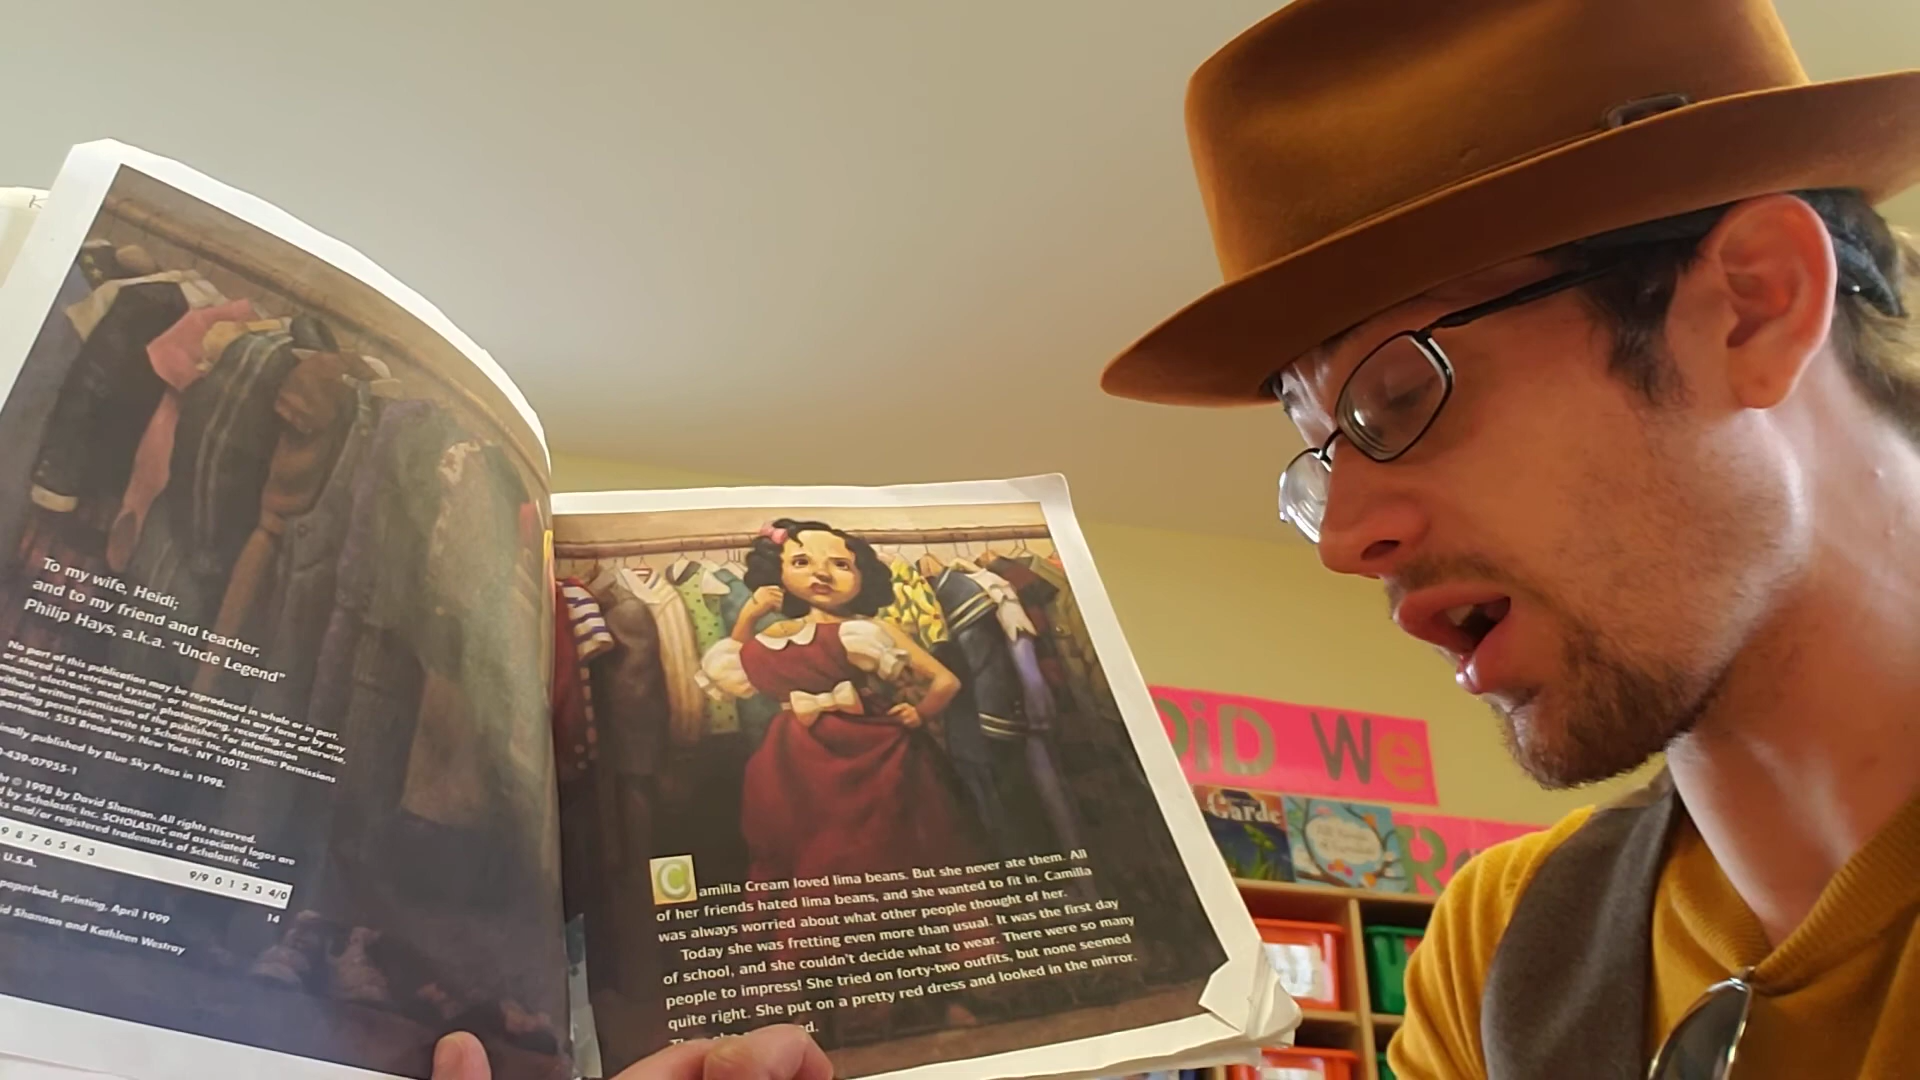 To my wife, Heidi;
and to my friend and teacher,
Philip Hays, a.k.a. "Uncle Legend"
No part of this publication may be reproduced in whole or in part,
or stored in a retrieval system, or transmitted in any form or by any
means, electronic, mechanical, photocopying, recording, or otherwise,
without written permission of the publisher. For information
regarding permission, write to Scholastic Inc., Attention: Permissions
555 Broadway, New York, NY 10012.
published by Blue Sky Press in 1998.
-439-07955-1
© 1998 by David Shannon. All rights reserved.
by Scholastic Inc. SCHOLASTIC and associated logos are
and/or registered trademarks of Scholastic Inc.
9 8 7 6 5 4 3
9/9 0 1 2 3 4/0
U.S.A.
14
paperback printing, April 1999
Shannon and Kathleen Westray
Camilla Cream loved lima beans. But she never ate them. All
of her friends hated lima beans, and she wanted to fit in. Camilla
was always worried about what other people thought of her.
Today she was fretting even more than usual. It was the first day
of school, and she couldn't decide what to wear. There were so many
people to impress! She tried on forty-two outfits, but none seemed
quite right. She put on a pretty red dress and looked in the mirror.
DiD We
Garde